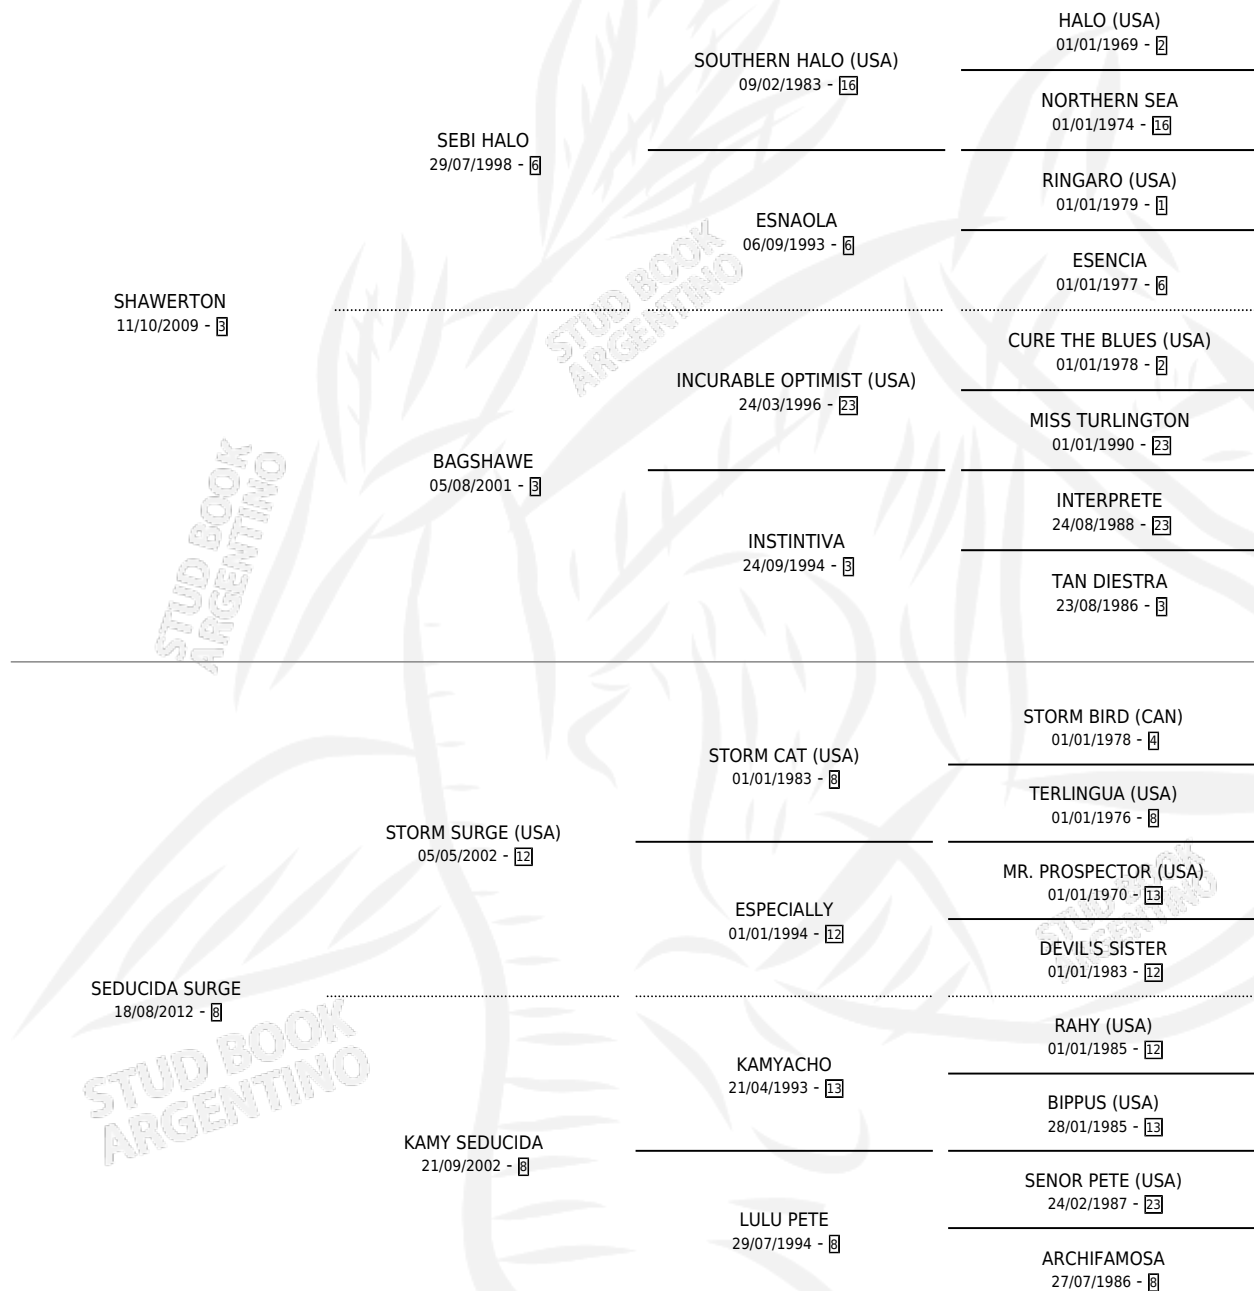 HALO (USA)
01/01/1969 - 2
SOUTHERN HALO (USA)
09/02/1983 - 16
NORTHERN SEA
01/01/1974 - 16
SEBI HALO
29/07/1998 - 6
RINGARO (USA)
01/01/1979 - 1
ESNAOLA
06/09/1993 - 6
ESENCIA
01/01/1977 - 6
SHAWERTON
11/10/2009 - 3
CURE THE BLUES (USA)
01/01/1978 - 2
INCURABLE OPTIMIST (USA)
24/03/1996 - 23
MISS TURLINGTON
01/01/1990 - 23
BAGSHAWE
05/08/2001 - 3
INTERPRETE
24/08/1988 - 23
INSTINTIVA
24/09/1994 - 3
TAN DIESTRA
23/08/1986 - 3
STORM BIRD (CAN)
01/01/1978 - 4
STORM CAT (USA)
01/01/1983 - 8
TERLINGUA (USA)
01/01/1976 - 8
STORM SURGE (USA)
05/05/2002 - 12
MR. PROSPECTOR (USA)
01/01/1970 - 13
ESPECIALLY
01/01/1994 - 12
DEVIL'S SISTER
01/01/1983 - 12
SEDUCIDA SURGE
18/08/2012 - 8
RAHY (USA)
01/01/1985 - 12
KAMYACHO
21/04/1993 - 13
BIPPUS (USA)
28/01/1985 - 13
KAMY SEDUCIDA
21/09/2002 - 8
SENOR PETE (USA)
24/02/1987 - 23
LULU PETE
29/07/1994 - 8
ARCHIFAMOSA
27/07/1986 - 8
STUD BOOK
ARGENTINO
STUD BOOK
ARGENTINO
STUD BOOK
ARGENTINO
STUD BOOK
ARGENTINO